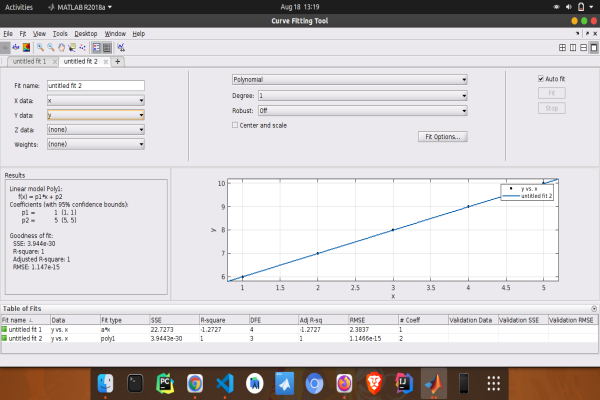 Activities MATLAB R2018a Aug 18 13:19
Curve Fitting Tool
File Fit View Tools Desktop Window Help
untitled fit 1 untitled fit 2 +
Fit name: untitled fit 2
X data: x
Y data: y
Z data: (none)
Weights: (none)
Polynomial
Degree: 1
Robust: Off
Center and scale
Fit Options...
Auto fit
Fit
Stop
Results
Linear model Poly1:
f(x) = p1*x + p2
Coefficients (with 95% confidence bounds):
p1 = 1 (1, 1)
p2 = 5 (5, 5)
Goodness of fit:
SSE: 3.944e-30
R-square: 1
Adjusted R-square: 1
RMSE: 1.147e-15
y vs. x
untitled fit 2
10
9
8
7
6
y
1 1.5 2 2.5 3 3.5 4 4.5 5
x
Table of Fits
Fit name Data Fit type SSE R-square DFE Adj R-sq RMSE # Coeff Validation Data Validation SSE Validation RMSE
untitled fit 1 y vs. x a*x 22.7273 -1.2727 4 -1.2727 2.3837 1
untitled fit 2 y vs. x poly1 3.9443e-30 1 3 1 1.1466e-15 2
PC
IJ